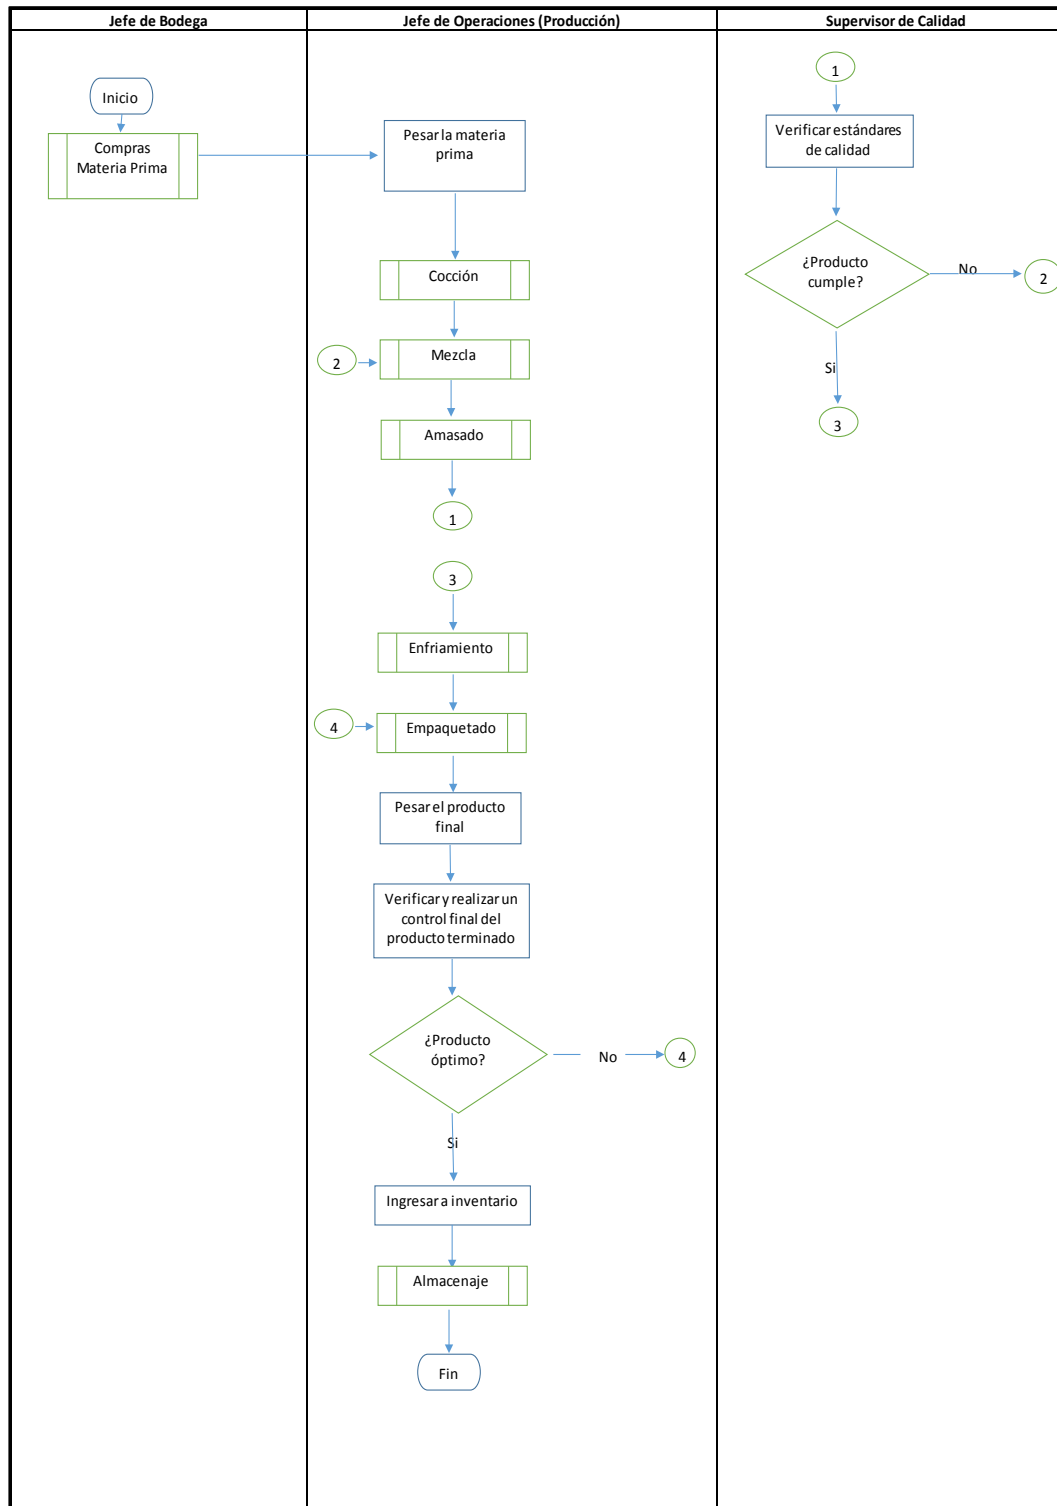 Jefe de Bodega
Jefe de Operaciones (Producción)
Supervisor de Calidad
Inicio
Compras
Materia Prima
Pesar la materia
prima
Cocción
2
Mezcla
Amasado
1
3
Enfriamiento
4
Empaquetado
Pesar el producto
final
Verificar y realizar un
control final del
producto terminado
¿Producto
óptimo?
No
4
Si
Ingresar a inventario
Almacenaje
Fin
1
Verificar estándares
de calidad
¿Producto
cumple?
No
2
Si
3